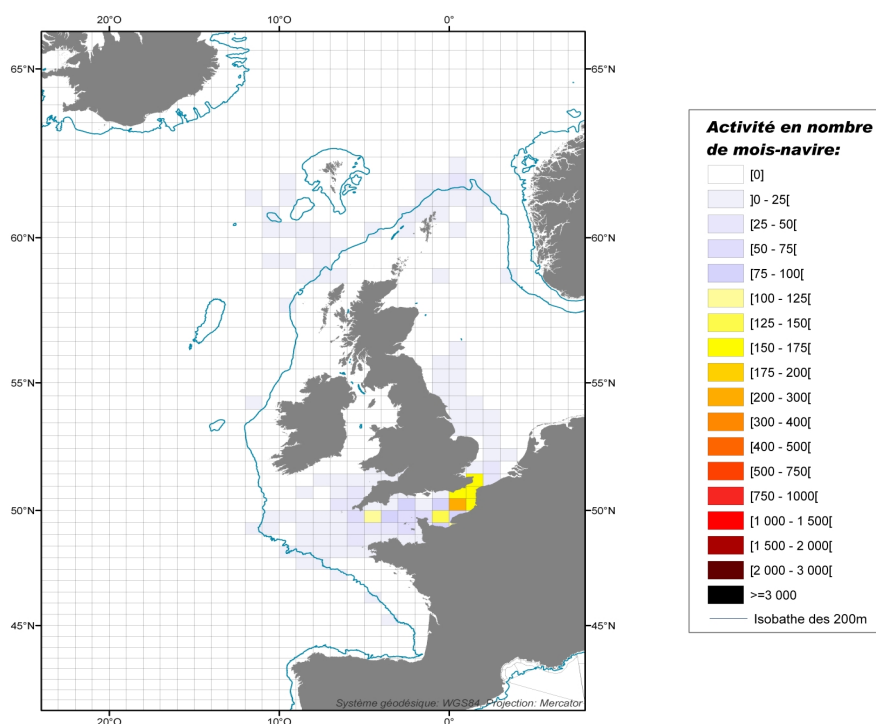 20°O 10°O 0°
65°N 65°N
60°N 60°N
55°N 55°N
50°N 50°N
45°N 45°N
Système géodésique: WGS84. Projection: Mercator
20°O 10°O 0°
Activité en nombre
de mois-navire:
[0]
]0 - 25[
[25 - 50[
[50 - 75[
[75 - 100[
[100 - 125[
[125 - 150[
[150 - 175[
[175 - 200[
[200 - 300[
[300 - 400[
[400 - 500[
[500 - 750[
[750 - 1000[
[1 000 - 1 500[
[1 500 - 2 000[
[2 000 - 3 000[
>=3 000
Isobathe des 200m